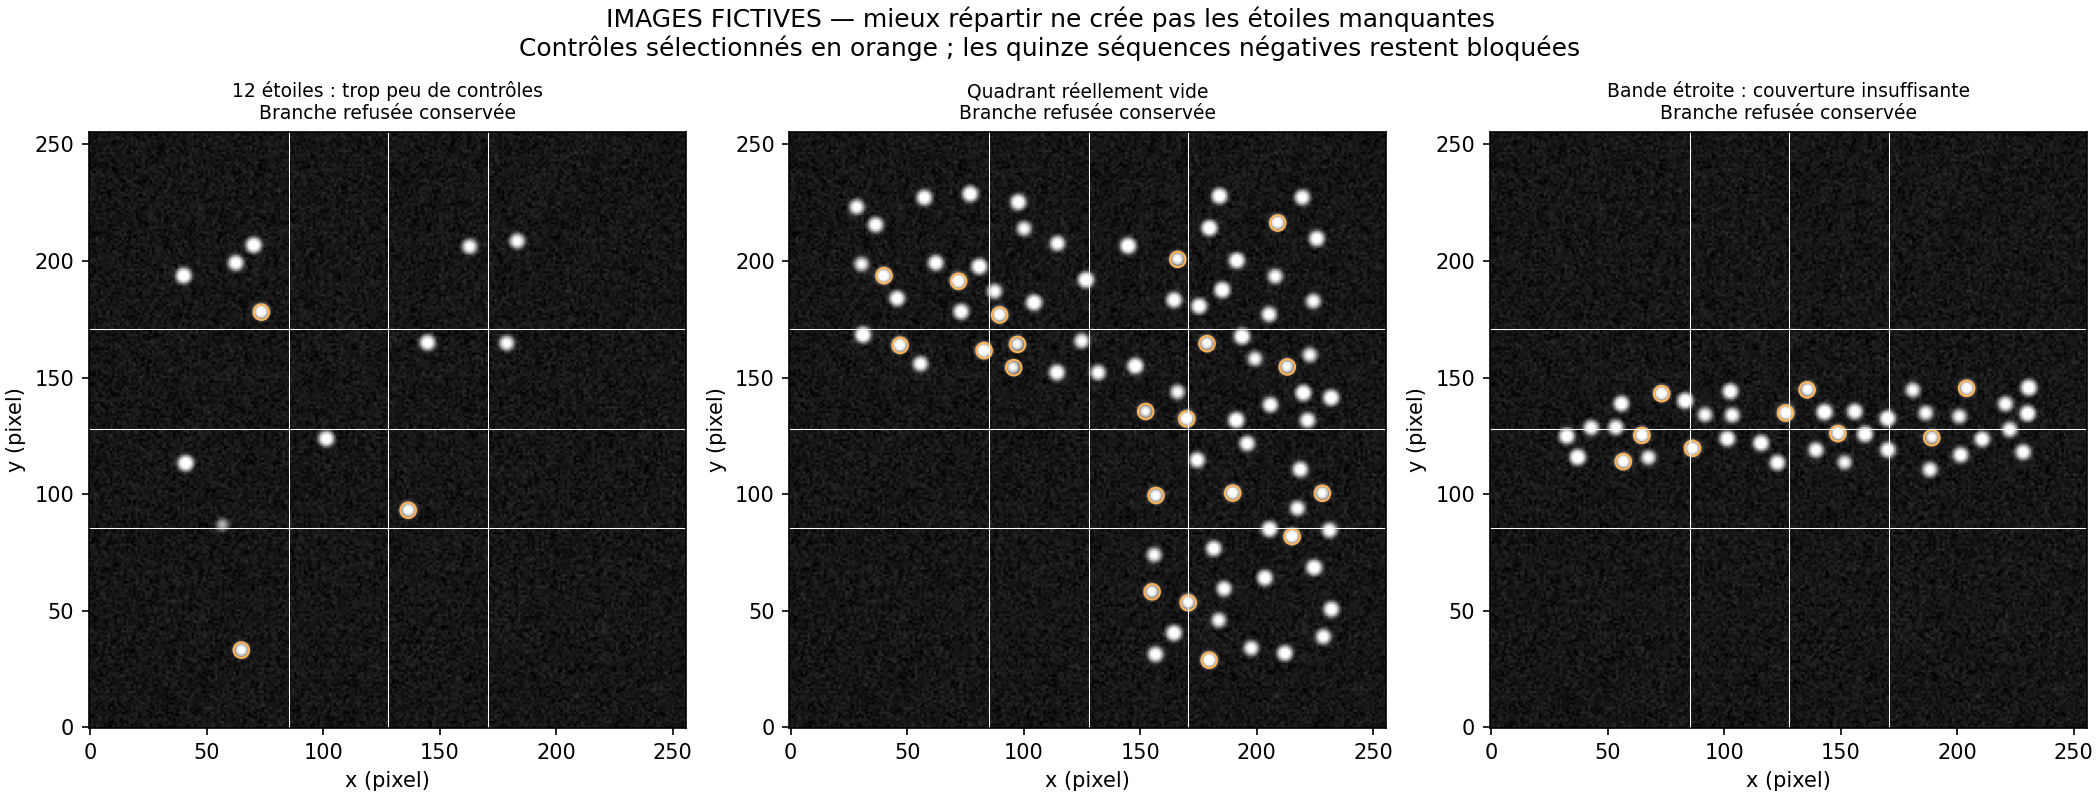 IMAGES FICTIVES — mieux répartir ne crée pas les étoiles manquantes
Contrôles sélectionnés en orange ; les quinze séquences négatives restent bloquées
12 étoiles : trop peu de contrôles
Branche refusée conservée
Quadrant réellement vide
Branche refusée conservée
Bande étroite : couverture insuffisante
Branche refusée conservée
250
200
150
100
50
0
y (pixel)
0 50 100 150 200 250
x (pixel)
250
200
150
100
50
0
y (pixel)
0 50 100 150 200 250
x (pixel)
250
200
150
100
50
0
y (pixel)
0 50 100 150 200 250
x (pixel)